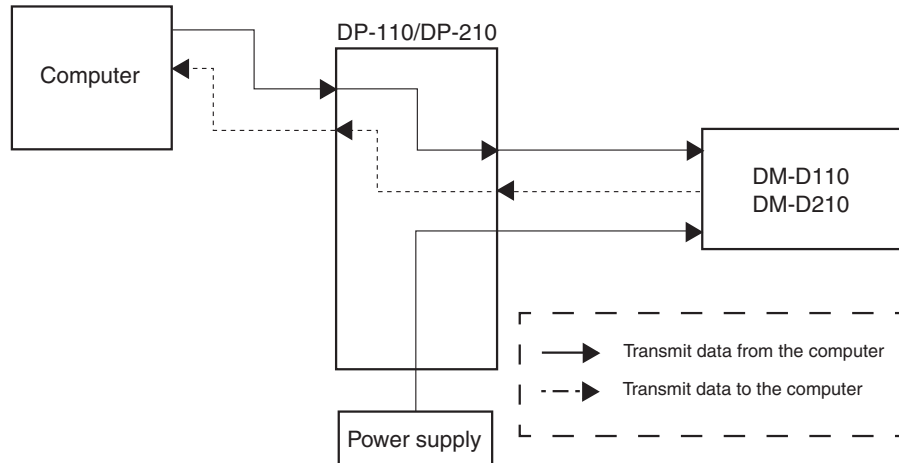 DP-110/DP-210
Computer
DM-D110
DM-D210
Transmit data from the computer
Transmit data to the computer
Power supply